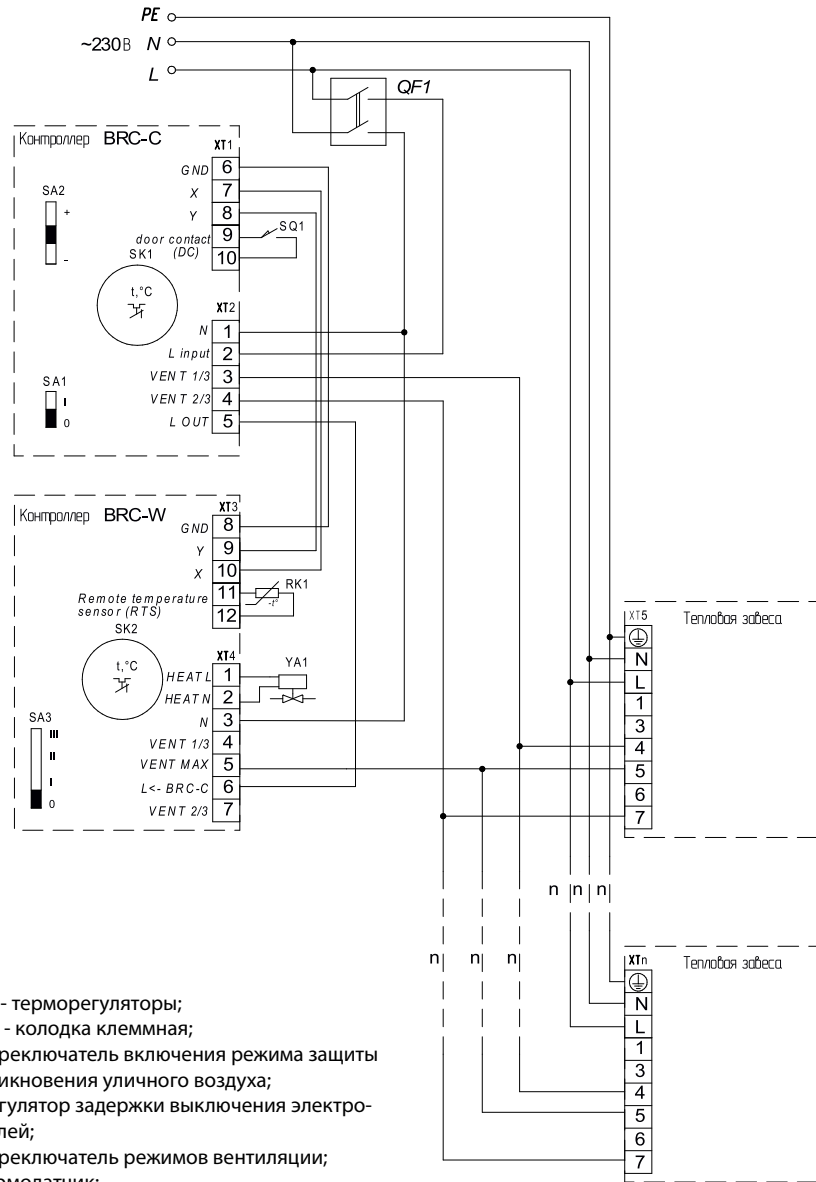 PE
~230В N
L
QF1
Контроллер BRC-C
XT1
GND 6
X 7
Y 8
door contact (DC) 9
10
SQ1
SA2
+
-
SK1
t,°C
XT2
N 1
L input 2
VENT 1/3 3
VENT 2/3 4
L OUT 5
SA1
I
0
Контроллер BRC-W
XT3
GND 8
Y 9
X 10
Remote temperature sensor (RTS) 11
12
RK1
-t°
SK2
t,°C
XT4
HEAT L 1
HEAT N 2
N 3
VENT 1/3 4
VENT MAX 5
L<- BRC-C 6
VENT 2/3 7
YA1
SA3
III
II
I
0
XT5 Тепловая завеса
N
L
1
3
4
5
6
7
n n n
n n n
XTn Тепловая завеса
N
L
1
3
4
5
6
7
- терморегуляторы;
- колодка клеммная;
реключатель включения режима защиты
икновения уличного воздуха;
гулятор задержки выключения электро-
лей;
реключатель режимов вентиляции;